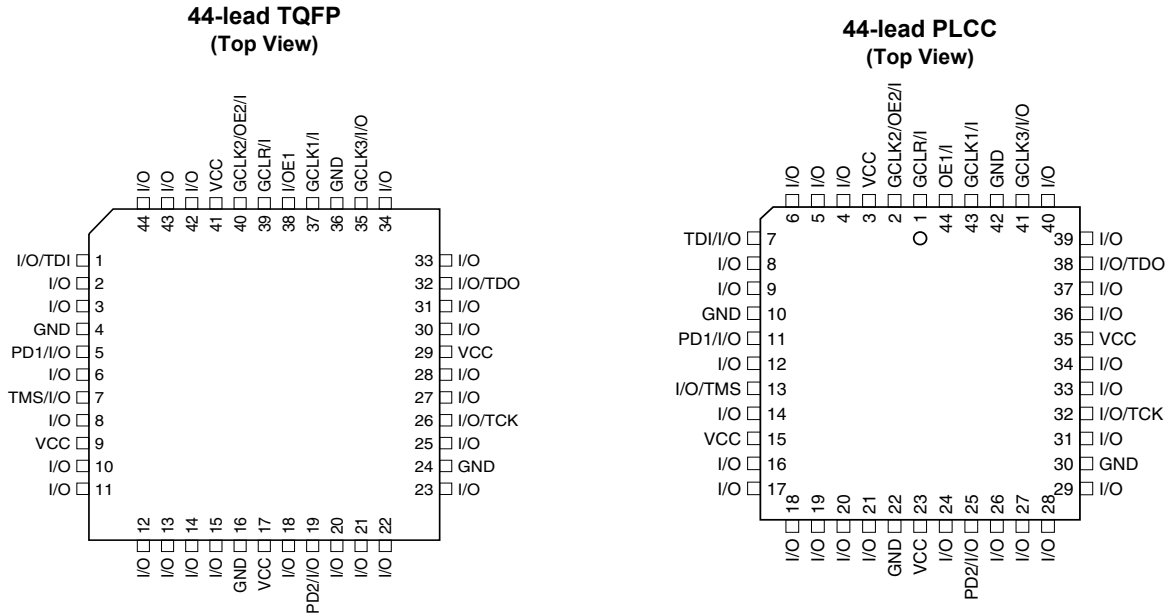 44-lead TQFP
(Top View)
I/O
I/O
I/O
VCC
GCLK2/OE2/I
GCLR/I
I/OE1
GCLK1/I
GND
GCLK3/I/O
I/O
44
43
42
41
40
39
38
37
36
35
34
I/O/TDI 1
I/O 2
I/O 3
GND 4
PD1/I/O 5
I/O 6
TMS/I/O 7
I/O 8
VCC 9
I/O 10
I/O 11
33 I/O
32 I/O/TDO
31 I/O
30 I/O
29 VCC
28 I/O
27 I/O
26 I/O/TCK
25 I/O
24 GND
23 I/O
12
13
14
15
16
17
18
19
20
21
22
I/O
I/O
I/O
I/O
GND
VCC
I/O
PD2/I/O
I/O
I/O
I/O
44-lead PLCC
(Top View)
I/O
I/O
I/O
VCC
GCLK2/OE2/I
GCLR/I
OE1/I
GCLK1/I
GND
GCLK3/I/O
I/O
6
5
4
3
2
1
44
43
42
41
40
TDI/I/O 7
I/O 8
I/O 9
GND 10
PD1/I/O 11
I/O 12
I/O/TMS 13
I/O 14
VCC 15
I/O 16
I/O 17
39 I/O
38 I/O/TDO
37 I/O
36 I/O
35 VCC
34 I/O
33 I/O
32 I/O/TCK
31 I/O
30 GND
29 I/O
18
19
20
21
22
23
24
25
26
27
28
I/O
I/O
I/O
I/O
GND
VCC
I/O
PD2/I/O
I/O
I/O
I/O